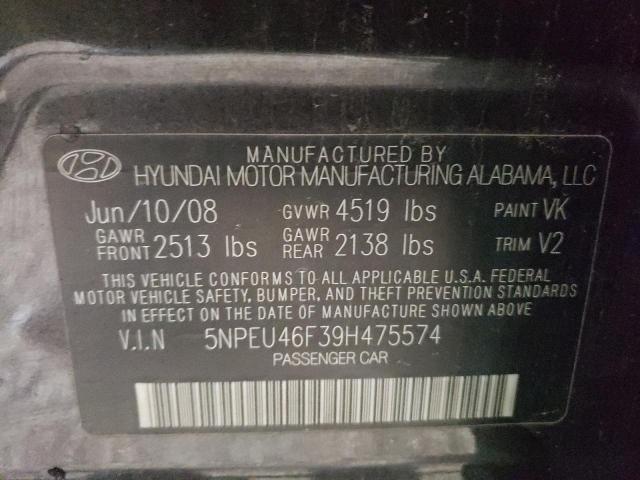 MANUFACTURED BY
HYUNDAI MOTOR MANUFACTURING ALABAMA, LLC
Jun/10/08 GVWR 4519 lbs PAINT VK
GAWR FRONT 2513 lbs GAWR REAR 2138 lbs TRIM V2
THIS VEHICLE CONFORMS TO ALL APPLICABLE U.S.A. FEDERAL
MOTOR VEHICLE SAFETY, BUMPER, AND THEFT PREVENTION STANDARDS
IN EFFECT ON THE DATE OF MANUFACTURE SHOWN ABOVE
V.I.N 5NPEU46F39H475574
PASSENGER CAR